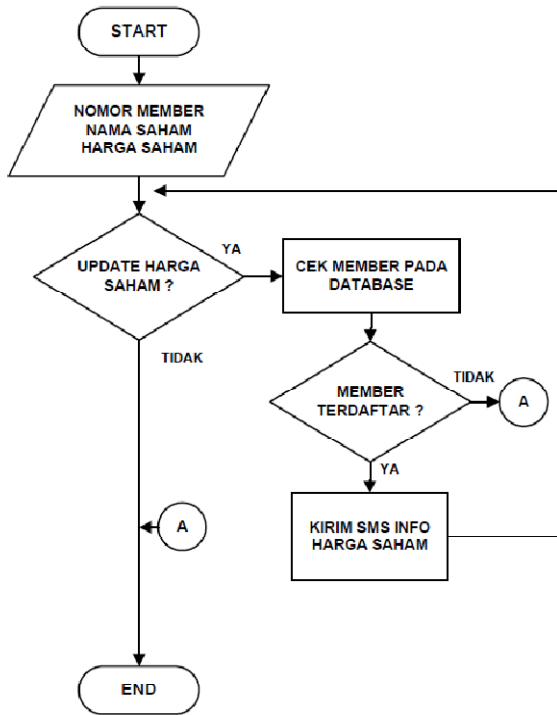 START
NOMOR MEMBER
NAMA SAHAM
HARGA SAHAM
UPDATE HARGA
SAHAM ?
YA
CEK MEMBER PADA
DATABASE
TIDAK
MEMBER
TERDAFTAR ?
TIDAK
A
YA
KIRIM SMS INFO
HARGA SAHAM
A
END